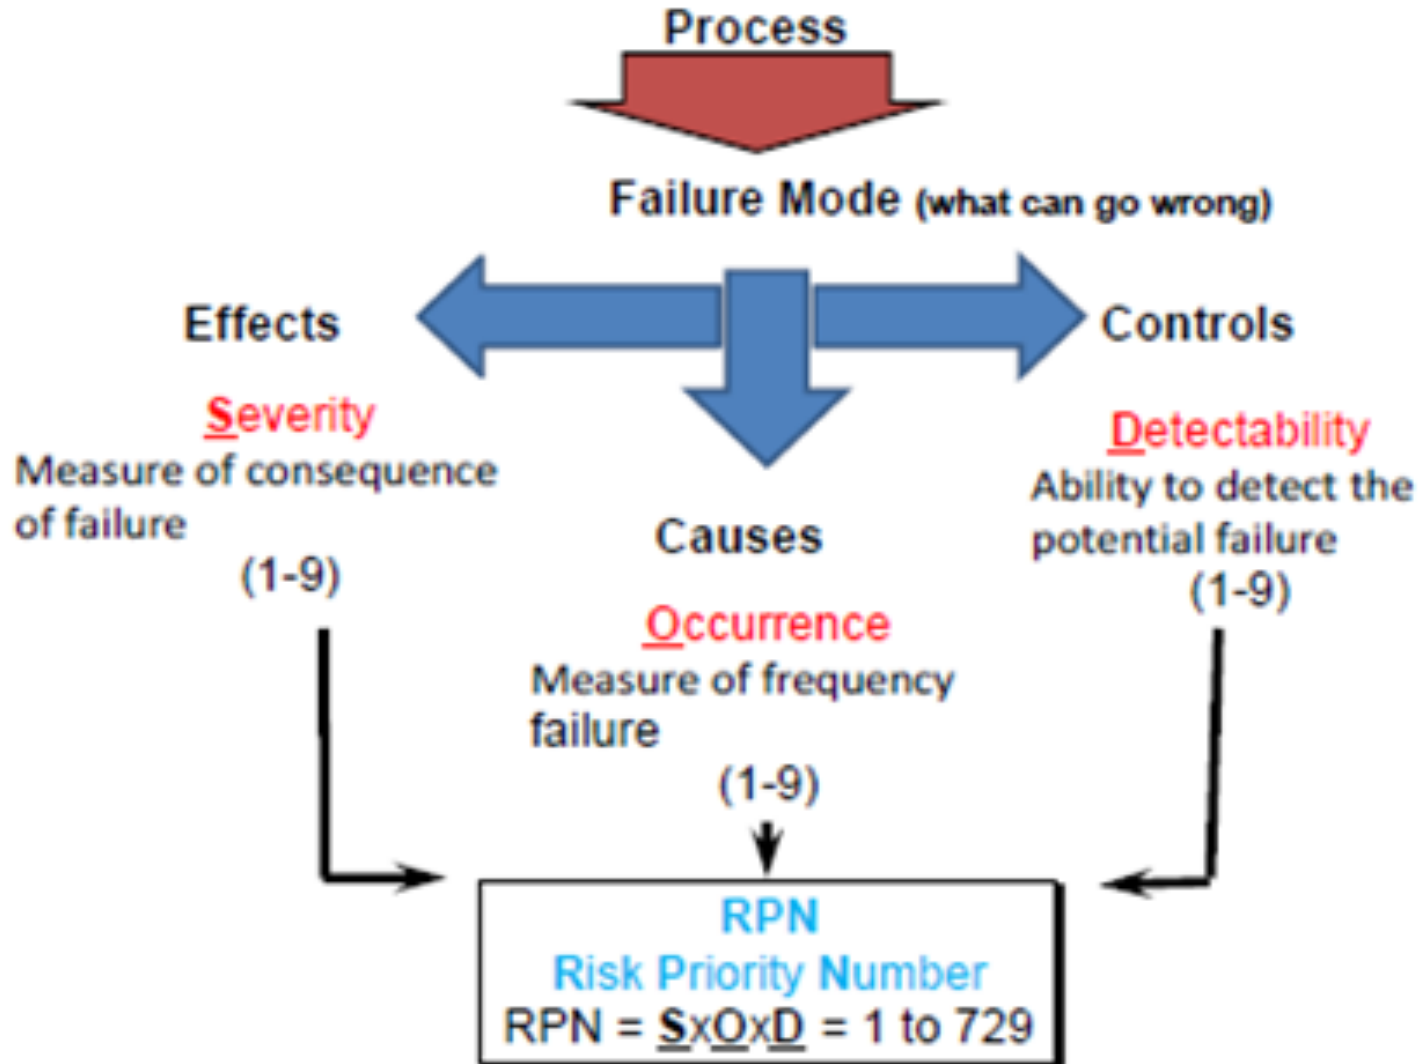 Process
Failure Mode (what can go wrong)
Effects
Severity
Measure of consequence
of failure
(1-9)
Causes
Occurrence
Measure of frequency
failure
(1-9)
Controls
Detectability
Ability to detect the
potential failure
(1-9)
RPN
Risk Priority Number
RPN = SxOxD = 1 to 729